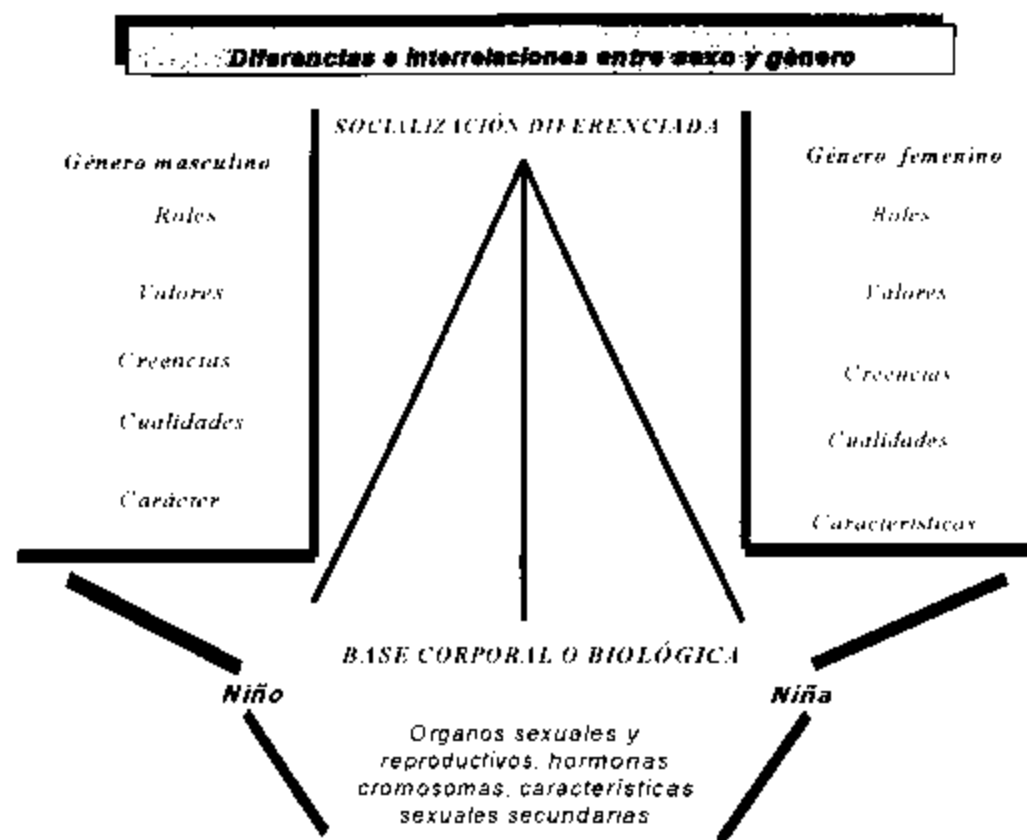 Diferencias e interrelaciones entre sexo y género
SOCIALIZACIÓN DIFERENCIADA
Género masculino
Roles
Valores
Creencias
Cualidades
Carácter
Género femenino
Roles
Valores
Creencias
Cualidades
Características
BASE CORPORAL O BIOLÓGICA
Niño
Niña
Organos sexuales y
reproductivos, hormonas
cromosomas, características
sexuales secundarias